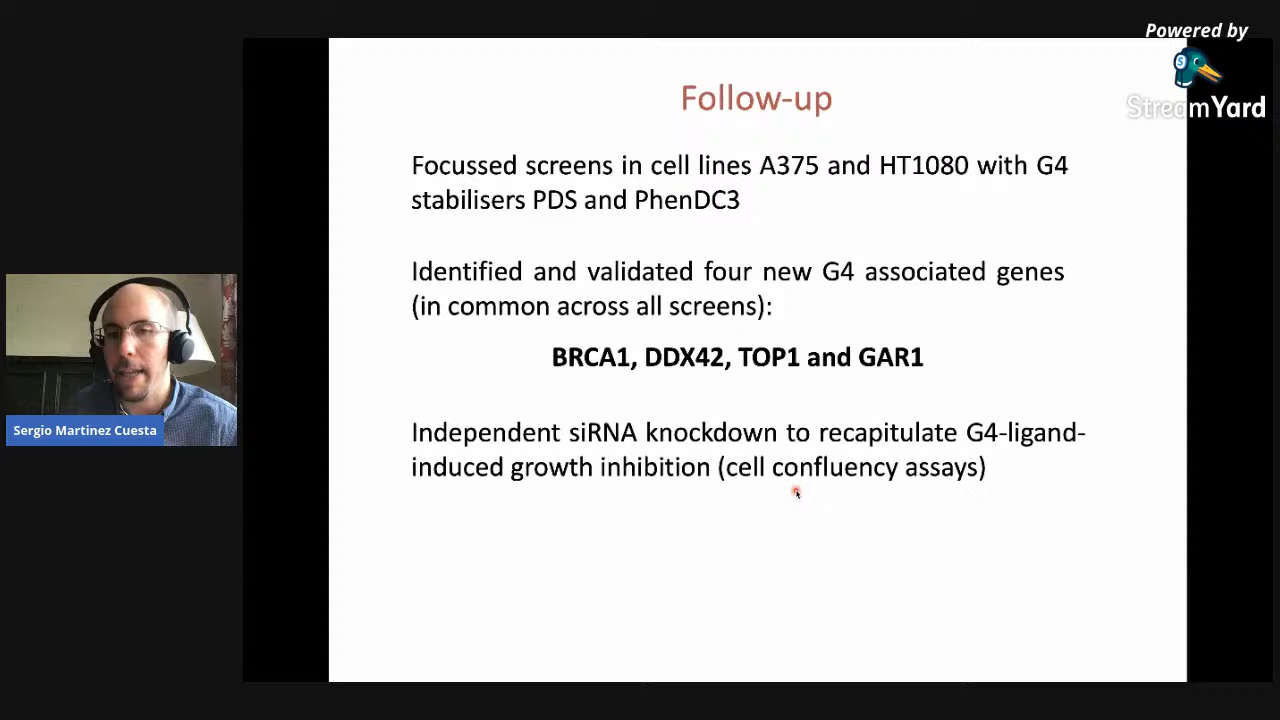 Powered by
StreamYard
Follow-up
Focussed screens in cell lines A375 and HT1080 with G4
stabilisers PDS and PhenDC3
Identified and validated four new G4 associated genes
(in common across all screens):
BRCA1, DDX42, TOP1 and GAR1
Independent siRNA knockdown to recapitulate G4-ligand-
induced growth inhibition (cell confluency assays)
Sergio Martinez Cuesta